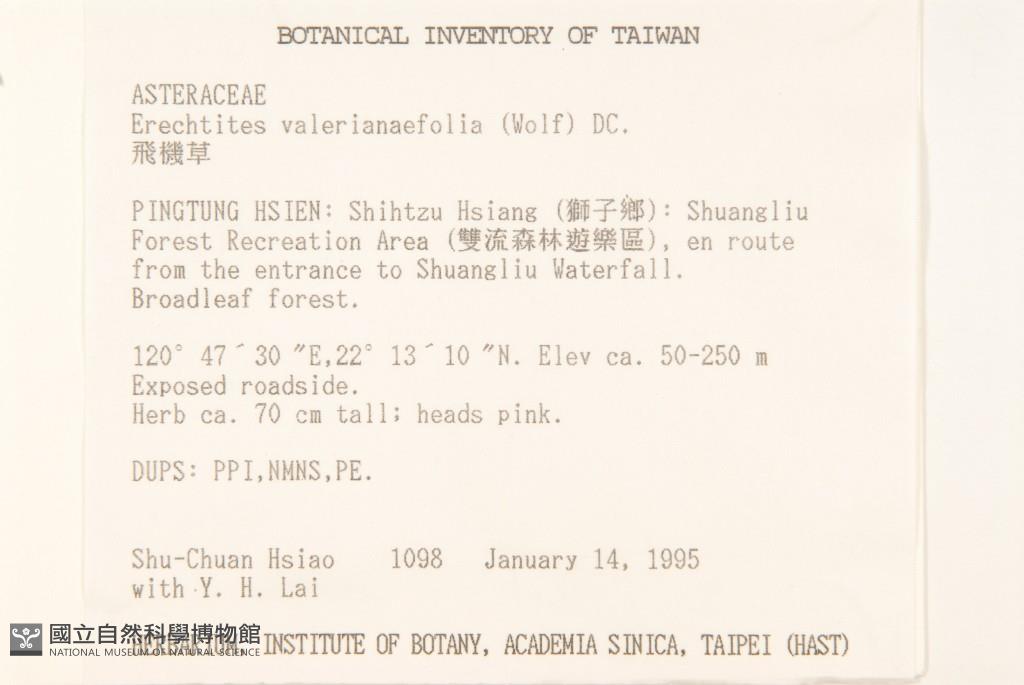 BOTANICAL INVENTORY OF TAIWAN
ASTERACEAE
Erechtites valerianaefolia (Wolf) DC.
飛機草
PINGTUNG HSIEN: Shihtzu Hsiang (獅子鄉): Shuangliu
Forest Recreation Area (雙流森林遊樂區), en route
from the entrance to Shuangliu Waterfall.
Broadleaf forest.
120° 47´30 ″E,22° 13´10 ″N. Elev ca. 50-250 m
Exposed roadside.
Herb ca. 70 cm tall; heads pink.
DUPS: PPI,NMNS,PE.
Shu-Chuan Hsiao 1098 January 14, 1995
with Y. H. Lai
國立自然科學博物館
NATIONAL MUSEUM OF NATURAL SCIENCE
INSTITUTE OF BOTANY, ACADEMIA SINICA, TAIPEI (HAST)